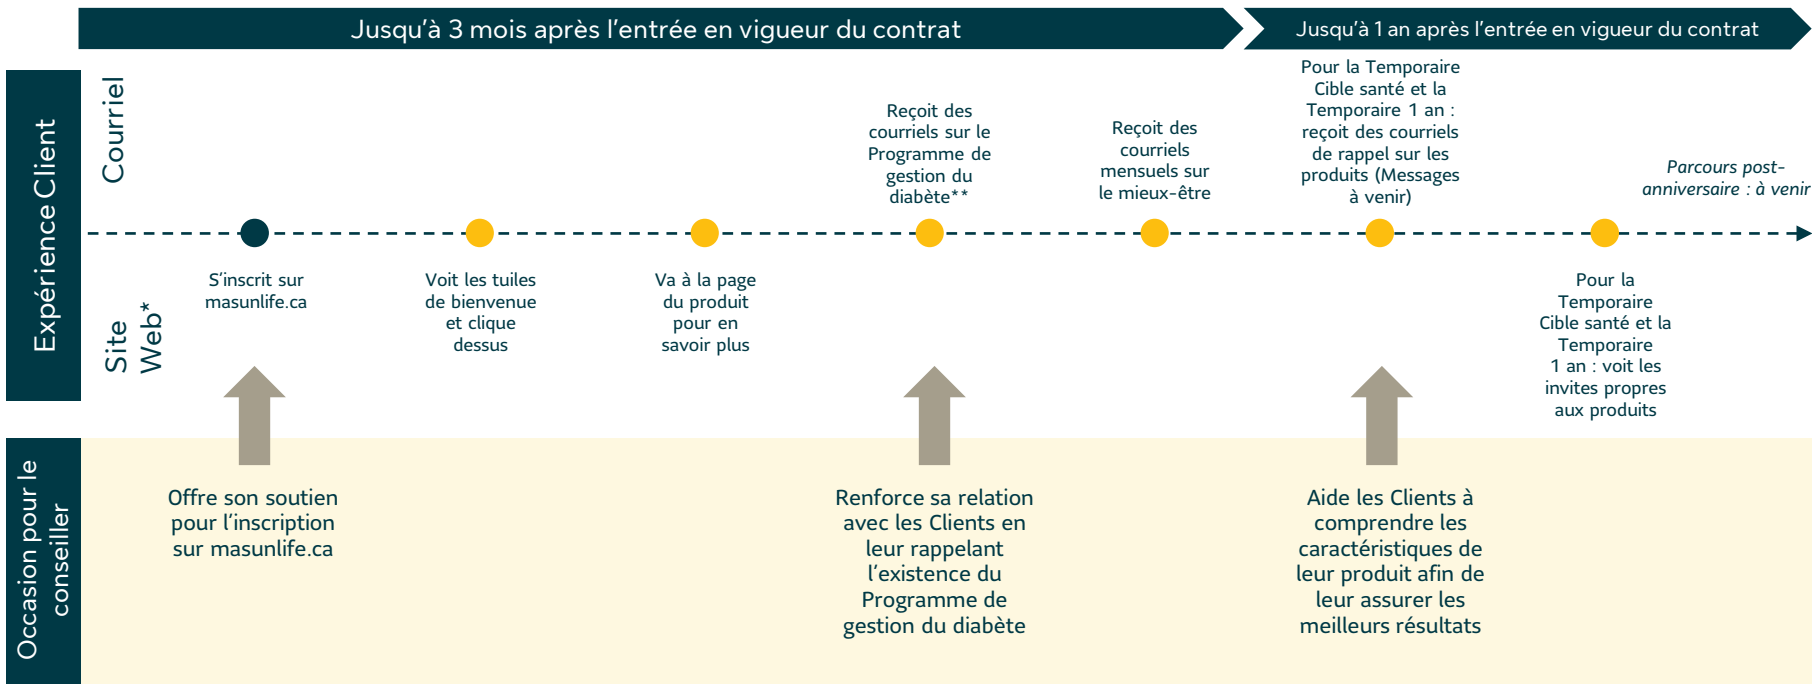 Jusqu'à 3 mois après l'entrée en vigueur du contrat
Jusqu'à 1 an après l'entrée en vigueur du contrat
Expérience Client
Courriel
Reçoit des
courriels sur le
Programme de
gestion du
diabète**
Reçoit des
courriels
mensuels sur
le mieux-être
Pour la Temporaire
Cible santé et la
Temporaire 1 an :
reçoit des courriels
de rappel sur les
produits (Messages
à venir)
Parcours post-
anniversaire : à venir
Site
Web*
S'inscrit sur
masunlife.ca
Voit les tuiles
de bienvenue
et clique
dessus
Va à la page
du produit
pour en
savoir plus
Pour la
Temporaire
Cible santé et la
Temporaire
1 an : voit les
invites propres
aux produits
Occasion pour le
conseiller
Offre son soutien
pour l'inscription
sur masunlife.ca
Renforce sa relation
avec les Clients en
leur rappelant
l'existence du
Programme de
gestion du diabète
Aide les Clients à
comprendre les
caractéristiques de
leur produit afin de
leur assurer les
meilleurs résultats